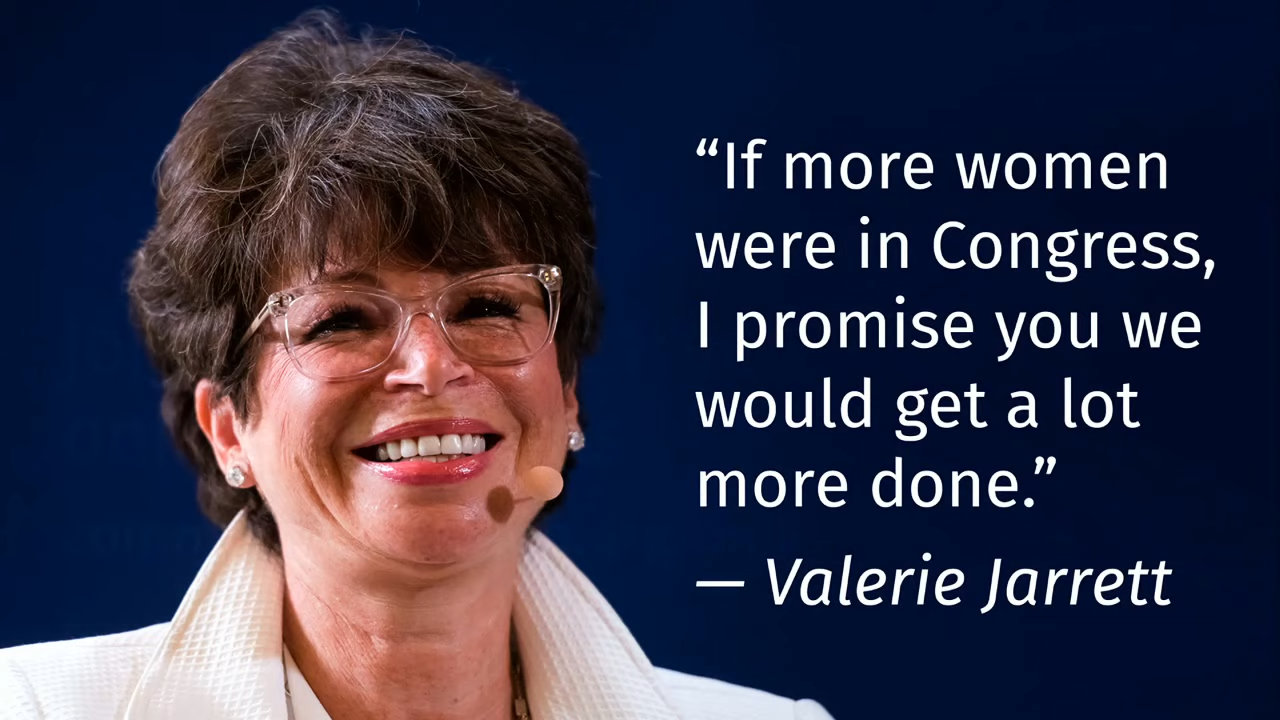 “If more women
were in Congress,
I promise you we
would get a lot
more done.”
— Valerie Jarrett